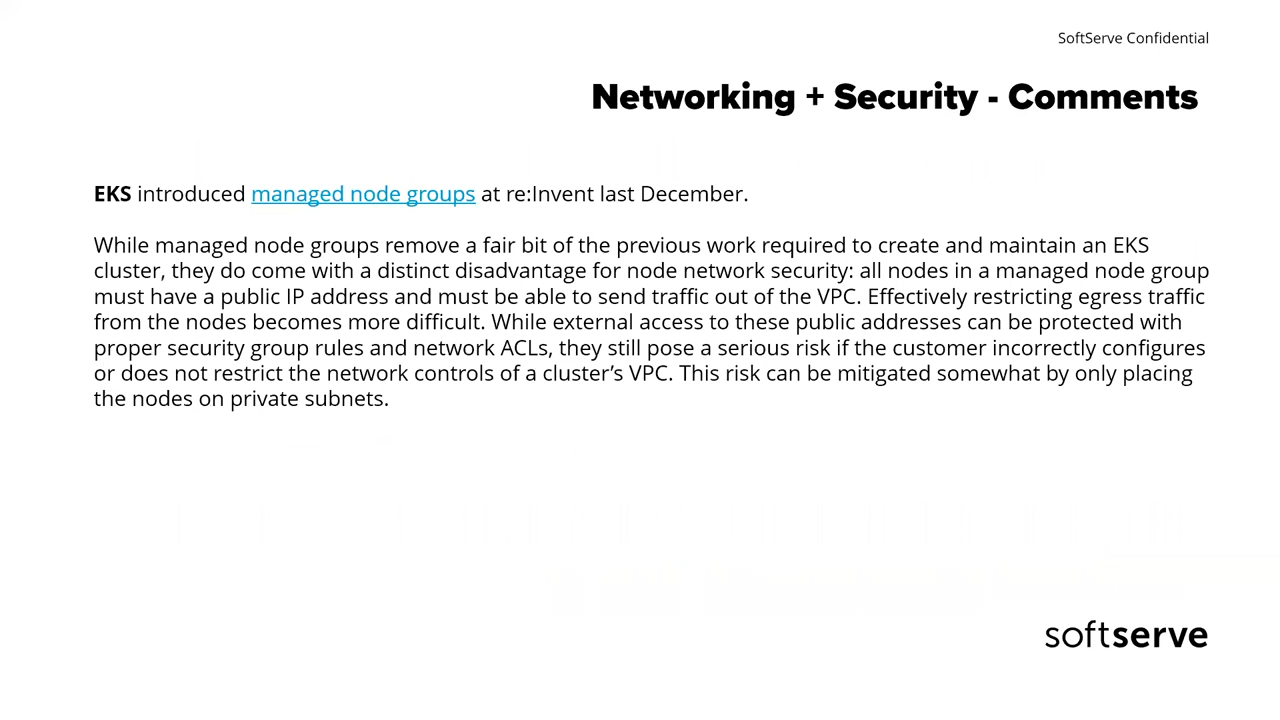 SoftServe Confidential
Networking + Security - Comments
EKS introduced managed node groups at re:Invent last December.
While managed node groups remove a fair bit of the previous work required to create and maintain an EKS
cluster, they do come with a distinct disadvantage for node network security: all nodes in a managed node group
must have a public IP address and must be able to send traffic out of the VPC. Effectively restricting egress traffic
from the nodes becomes more difficult. While external access to these public addresses can be protected with
proper security group rules and network ACLs, they still pose a serious risk if the customer incorrectly configures
or does not restrict the network controls of a cluster’s VPC. This risk can be mitigated somewhat by only placing
the nodes on private subnets.
softserve